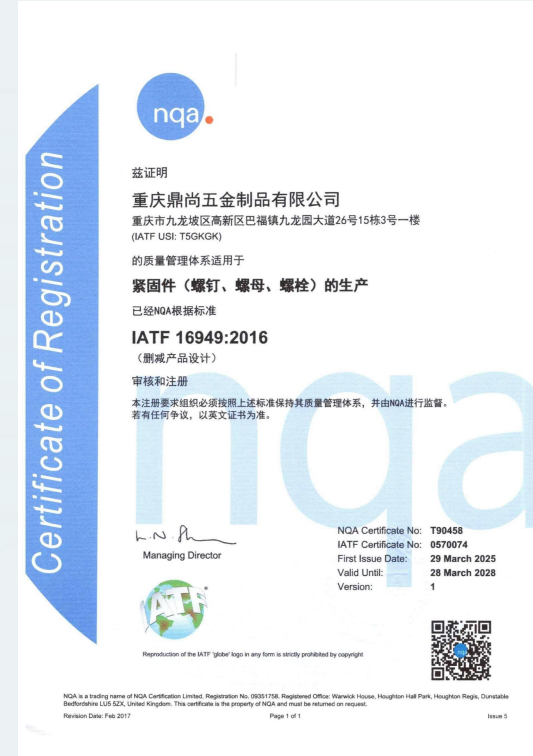 Certificate of Registration
nqa.
兹证明
重庆鼎尚五金制品有限公司
重庆市九龙坡区高新区巴福镇九龙园大道26号15栋3号一楼
(IATF USI: T5GKGK)
的质量管理体系适用于
紧固件（螺钉、螺母、螺栓）的生产
已经NQA根据标准
IATF 16949:2016
（删减产品设计）
审核和注册
本注册要求组织必须按照上述标准保持其质量管理体系，并由NQA进行监督。
若有任何争议，以英文证书为准。
nqa
Managing Director
NQA Certificate No: T90458
IATF Certificate No: 0570074
First Issue Date: 29 March 2025
Valid Until: 28 March 2028
Version: 1
IATF
Reproduction of the IATF 'globe' logo in any form is strictly prohibited by copyright
nqa
NQA is a trading name of NQA Certification Limited, Registration No. 09351758. Registered Office: Warwick House, Houghton Hall Park, Houghton Regis, Dunstable
Bedfordshire LU5 5ZX, United Kingdom. This certificate is the property of NQA and must be returned on request.
Revision Date: Feb 2017 Page 1 of 1 Issue 5